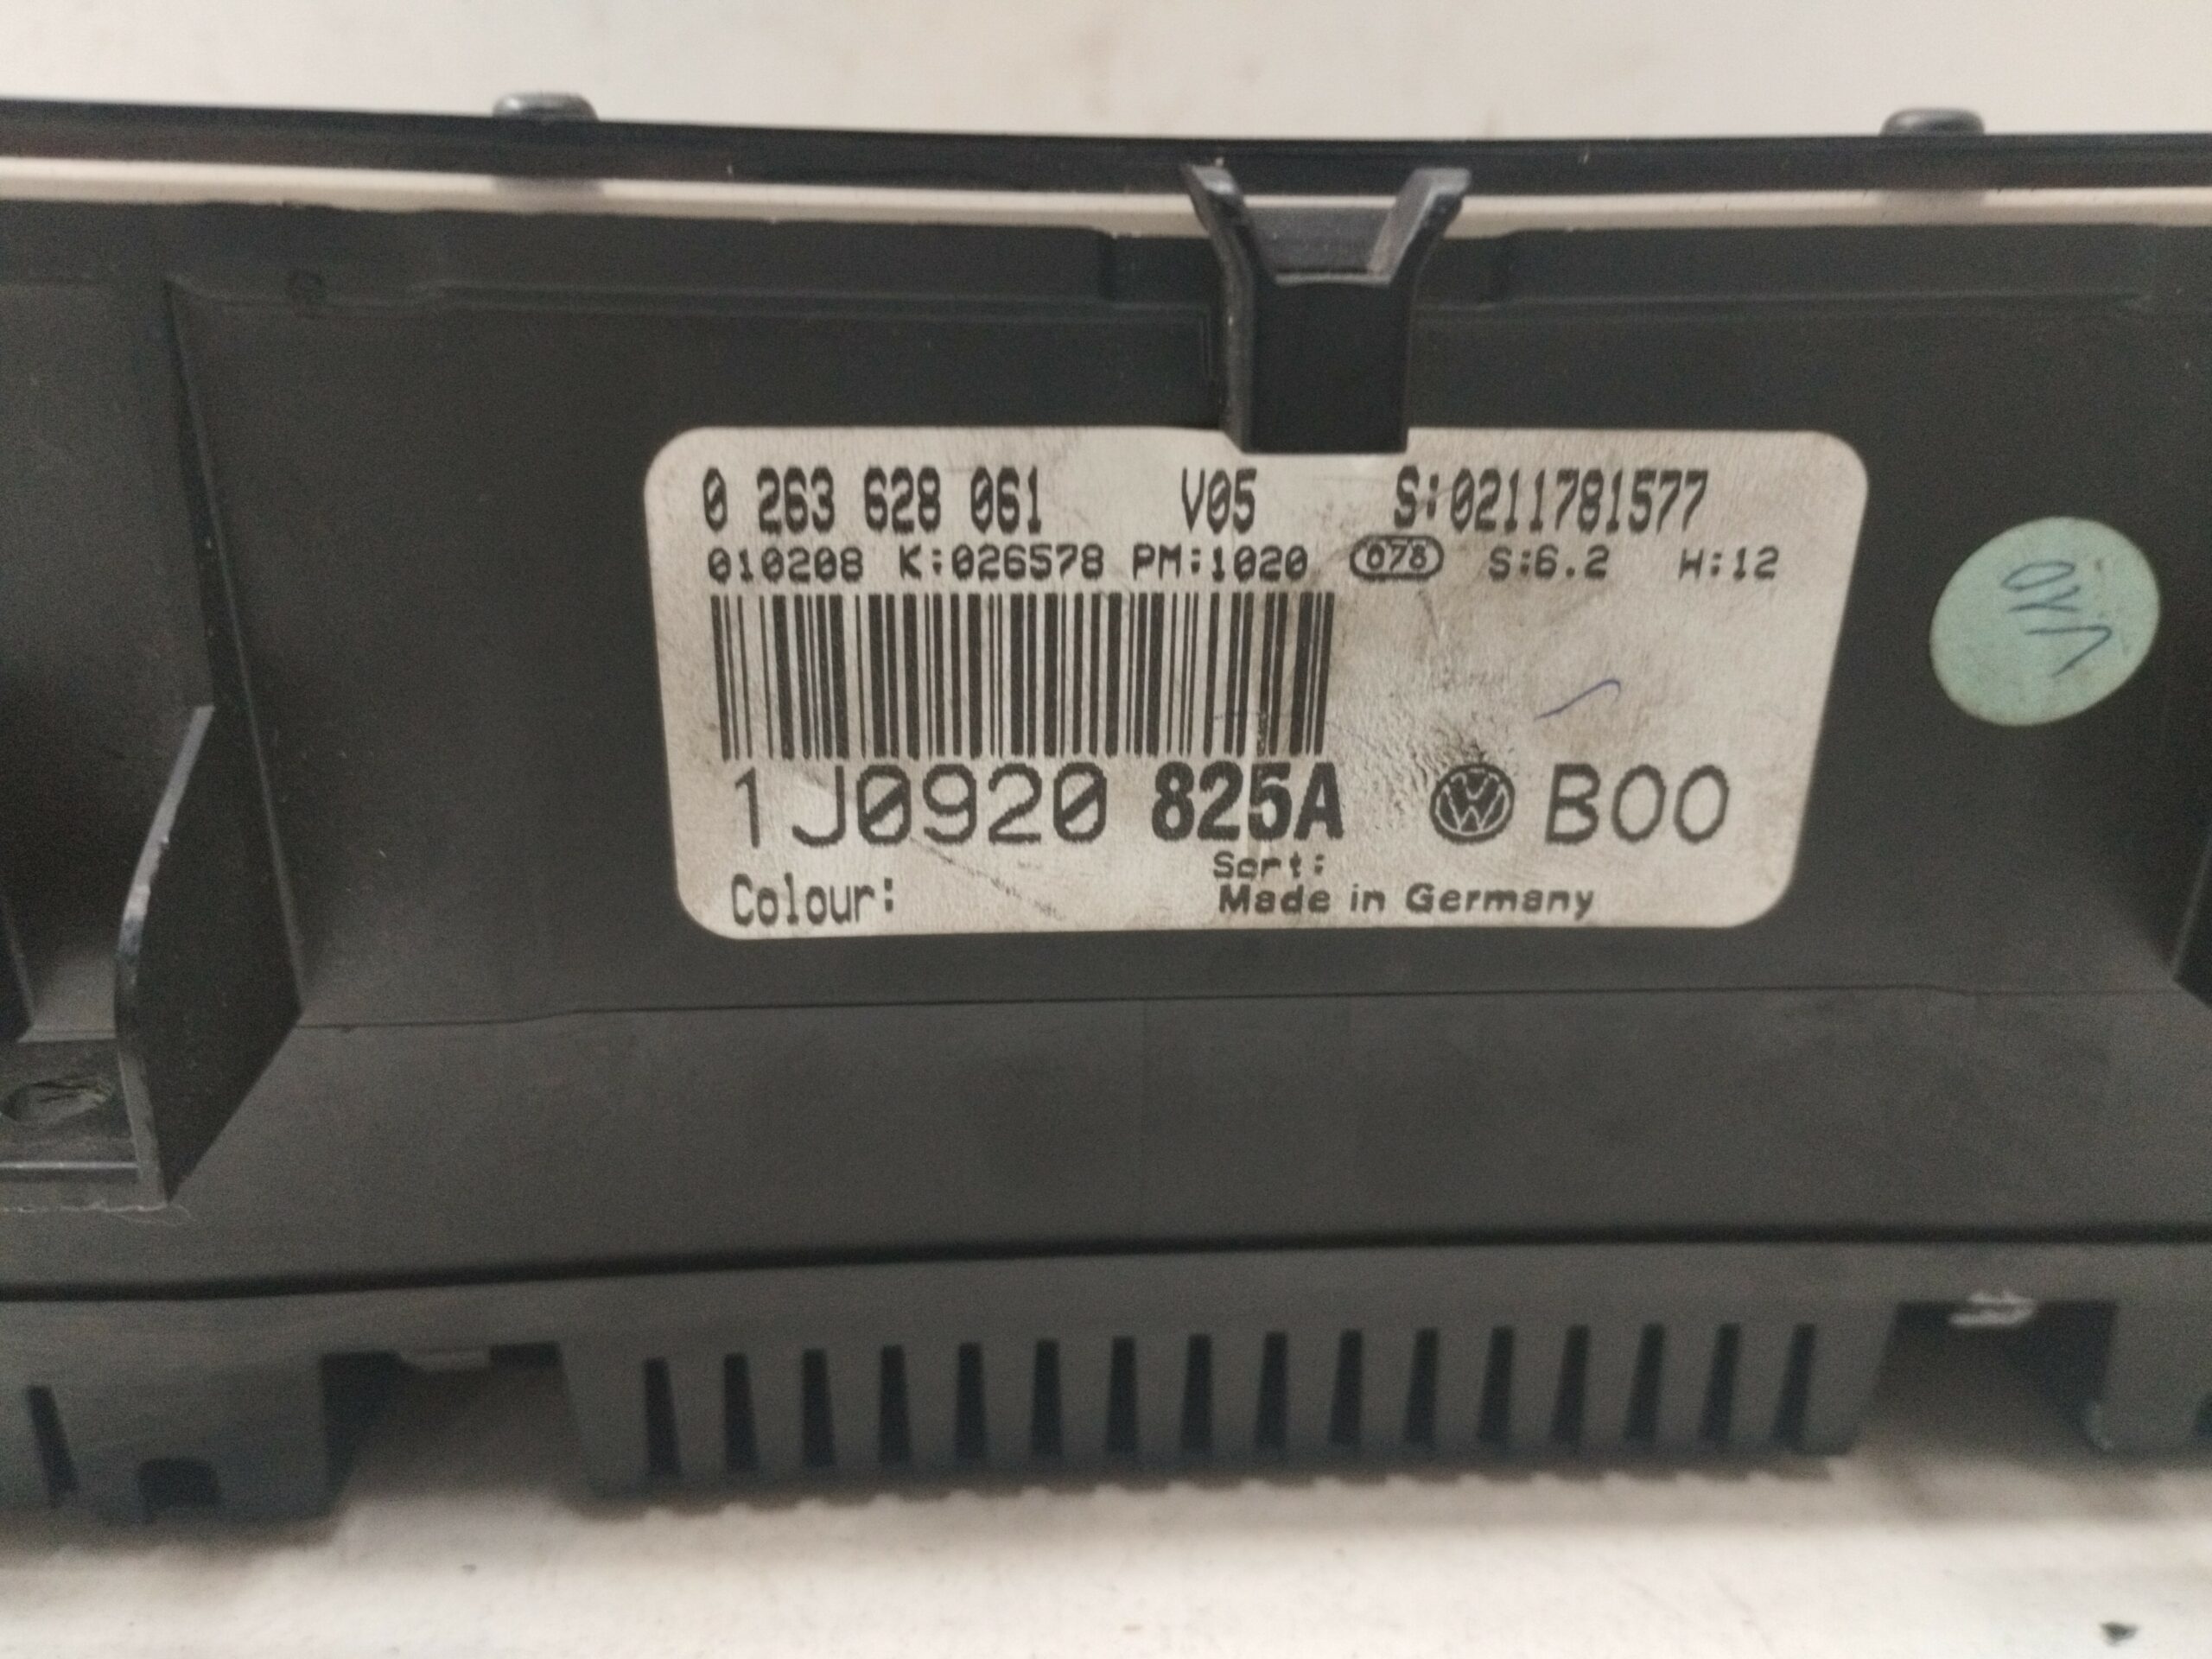 0 263 628 061 V05 S:0211781577
010208 K:026578 PM:1020 078 S:6.2 H:12
1J0920 825A B00
Sort:
Colour: Made in Germany